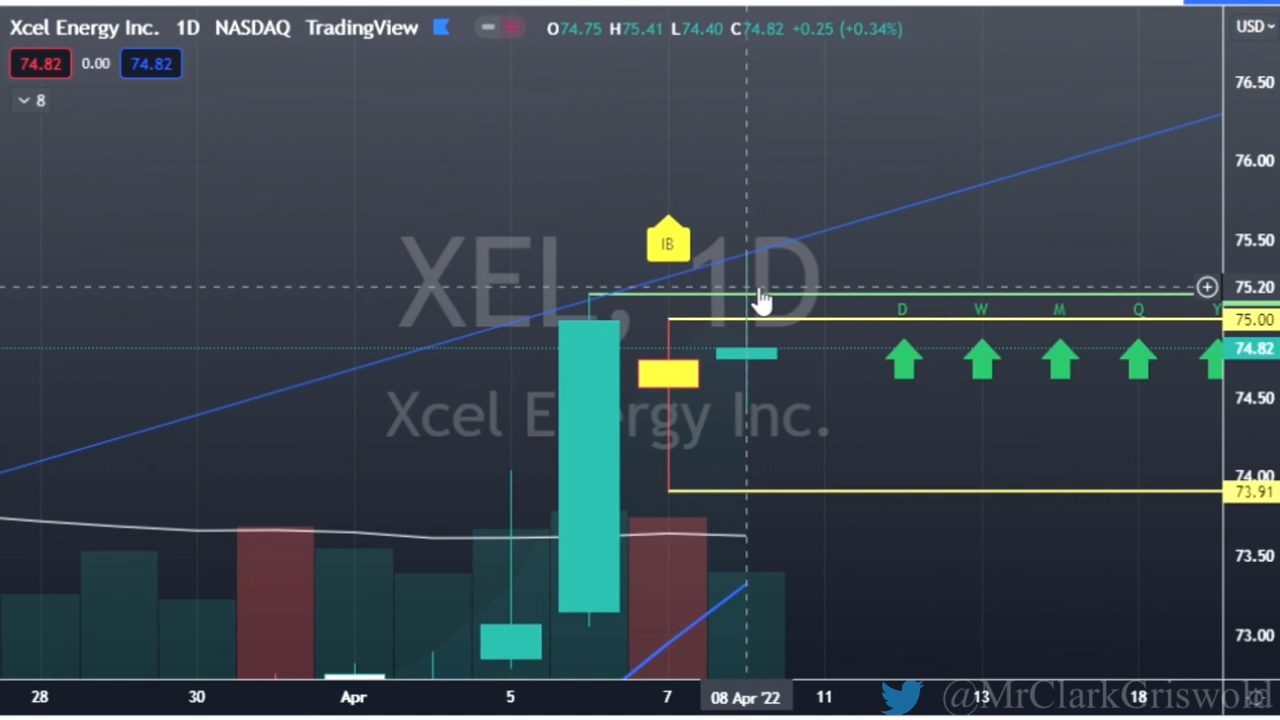 Xcel Energy Inc. 1D NASDAQ TradingView O74.75 H75.41 L74.40 C74.82 +0.25 (+0.34%) USD
74.82 0.00 74.82
8
76.50
76.00
75.50
IB
XEL, 1D
75.20
D W M Q Y
75.00
74.82
74.50
Xcel Energy Inc.
74.00
73.91
73.50
73.00
28 30 Apr 5 7 08 Apr '22 11 13 18
@MrClarkGriswold